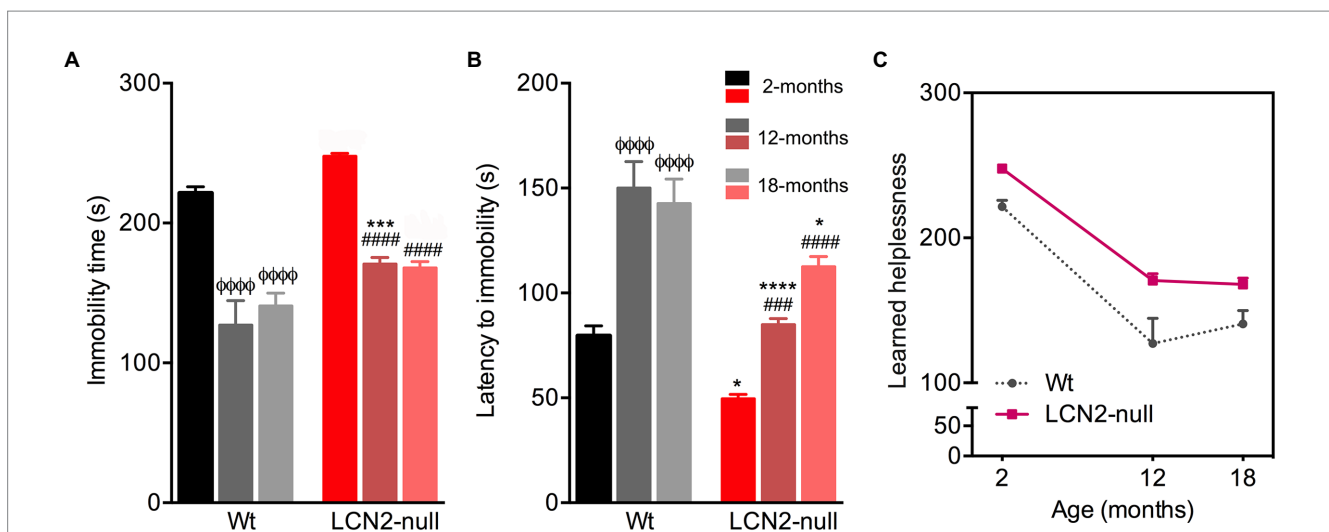 A
Immobility time (s)
300
200
100
0
ϕϕϕϕ
ϕϕϕϕ
***
####
####
Wt
LCN2-null
B
Latency to immobility (s)
200
150
100
50
0
ϕϕϕϕ
ϕϕϕϕ
*
****
###
*
####
2-months
12-months
18-months
Wt
LCN2-null
C
Learned helplessness
300
200
100
50
0
Wt
LCN2-null
2
12
18
Age (months)